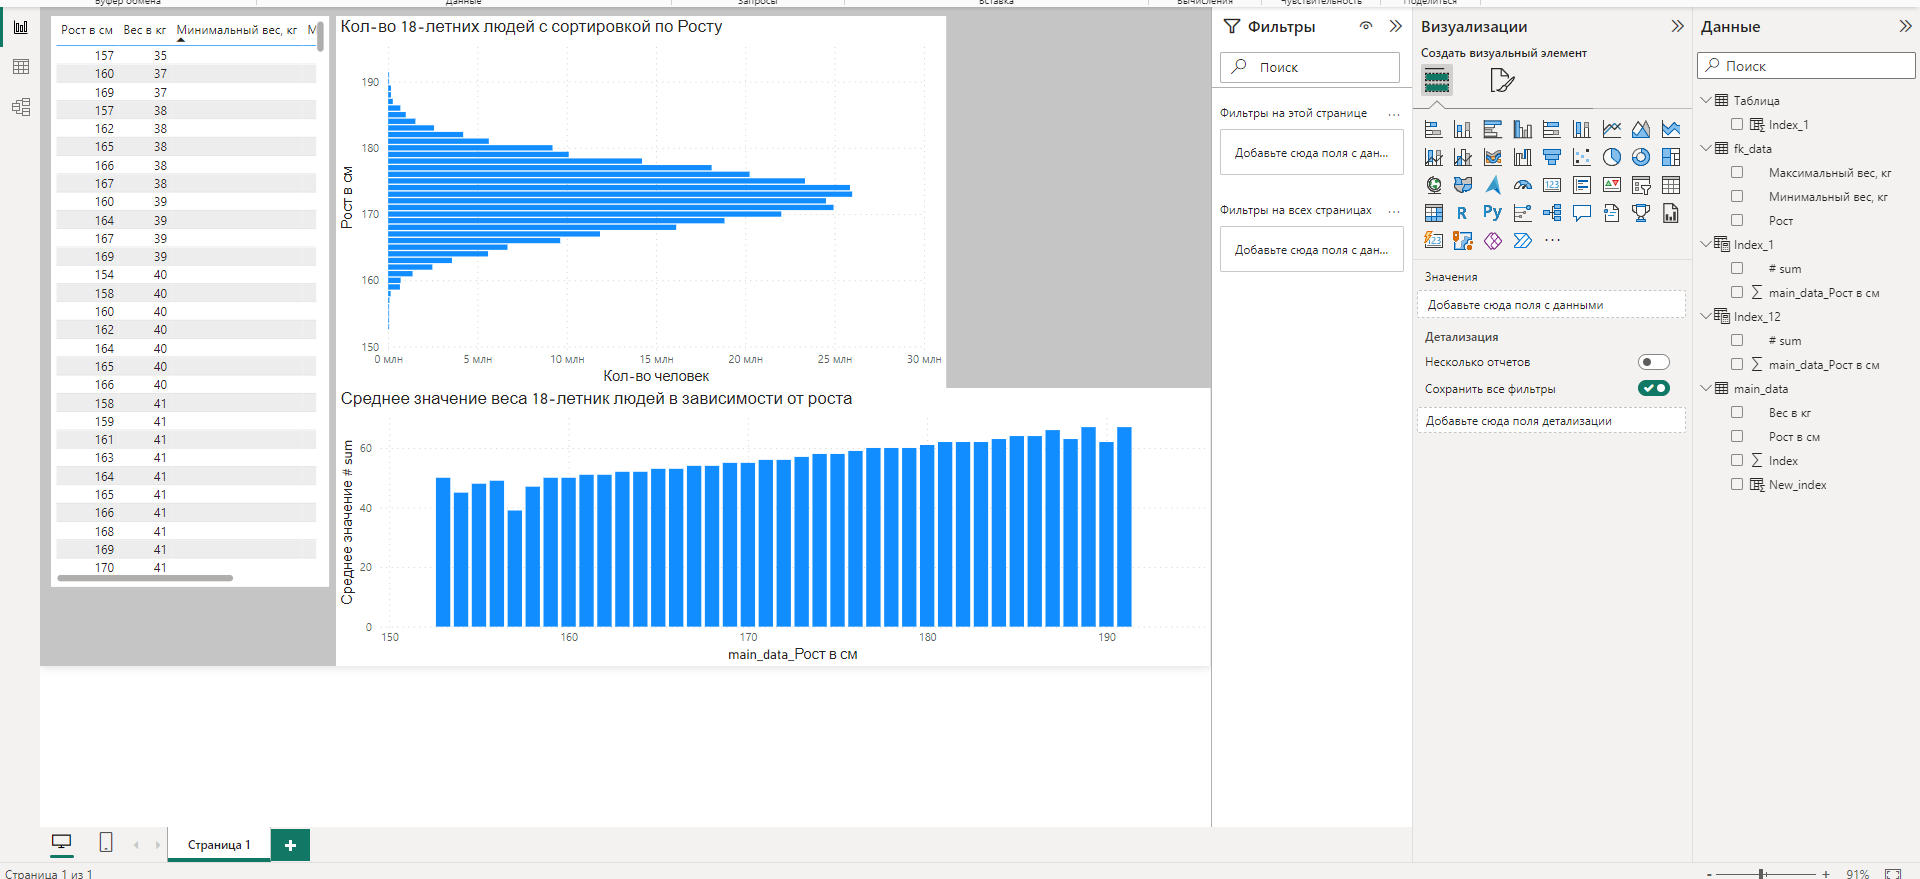 Буфер обмена
Данные
Запросы
Вставка
Вычисления
Чувствительность
Поделиться
Рост в см Вес в кг Минимальный вес, кг М
157 35
160 37
169 37
157 38
162 38
165 38
166 38
167 38
160 39
164 39
167 39
169 39
154 40
158 40
160 40
162 40
164 40
165 40
166 40
158 41
159 41
161 41
163 41
164 41
165 41
166 41
168 41
169 41
170 41
Кол-во 18-летних людей с сортировкой по Росту
Рост в см
190
180
170
160
150
0 млн 5 млн 10 млн 15 млн 20 млн 25 млн 30 млн
Кол-во человек
Среднее значение веса 18-летник людей в зависимости от роста
Среднее значение # sum
60
40
20
0
150 160 170 180 190
main_data_Рост в см
Фильтры
Поиск
Фильтры на этой странице ...
Добавьте сюда поля с дан...
Фильтры на всех страницах ...
Добавьте сюда поля с дан...
Визуализации
Создать визуальный элемент
123
R
Py
123
...
Значения
Добавьте сюда поля с данными
Детализация
Несколько отчетов
Сохранить все фильтры
Добавьте сюда поля детализации
Данные
Поиск
Таблица
Index_1
fk_data
Максимальный вес, кг
Минимальный вес, кг
Рост
Index_1
# sum
∑ main_data_Рост в см
Index_12
# sum
∑ main_data_Рост в см
main_data
Вес в кг
Рост в см
∑ Index
New_index
Страница 1
+
Страница 1 из 1
- + 91%